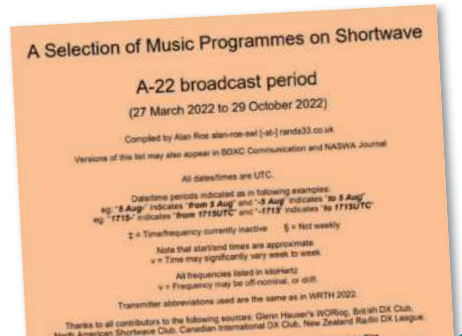 A Selection of Music Programmes on Shortwave
A-22 broadcast period
(27 March 2022 to 29 October 2022)
Compiled by Alan Roe alan-roe-swl [-at-] randa33.co.uk
Versions of this list may also appear in BDXC Communication and NASWA Journal
All dates/times are UTC.
Date/time periods indicated as in following examples:
eg: "5 Aug-" indicates "from 5 Aug" and "-5 Aug" indicates "to 5 Aug"
eg: "1715-" indicates "from 1715UTC" and "-1715" indicates "to 1715UTC"
‡ = Time/frequency currently inactive § = Not weekly
Note that start/end times are approximate
v = Time may significantly vary week to week
All frequencies listed in kiloHertz
v = Frequency may be off-nominal, or drift.
Transmitter abbreviations used are the same as in WRTH 2022.
Thanks to all contributors to the following sources: Glenn Hauser's WORlog, British DX Club,
North American Shortwave Club, Canadian International DX Club, New Zealand Radio DX League,